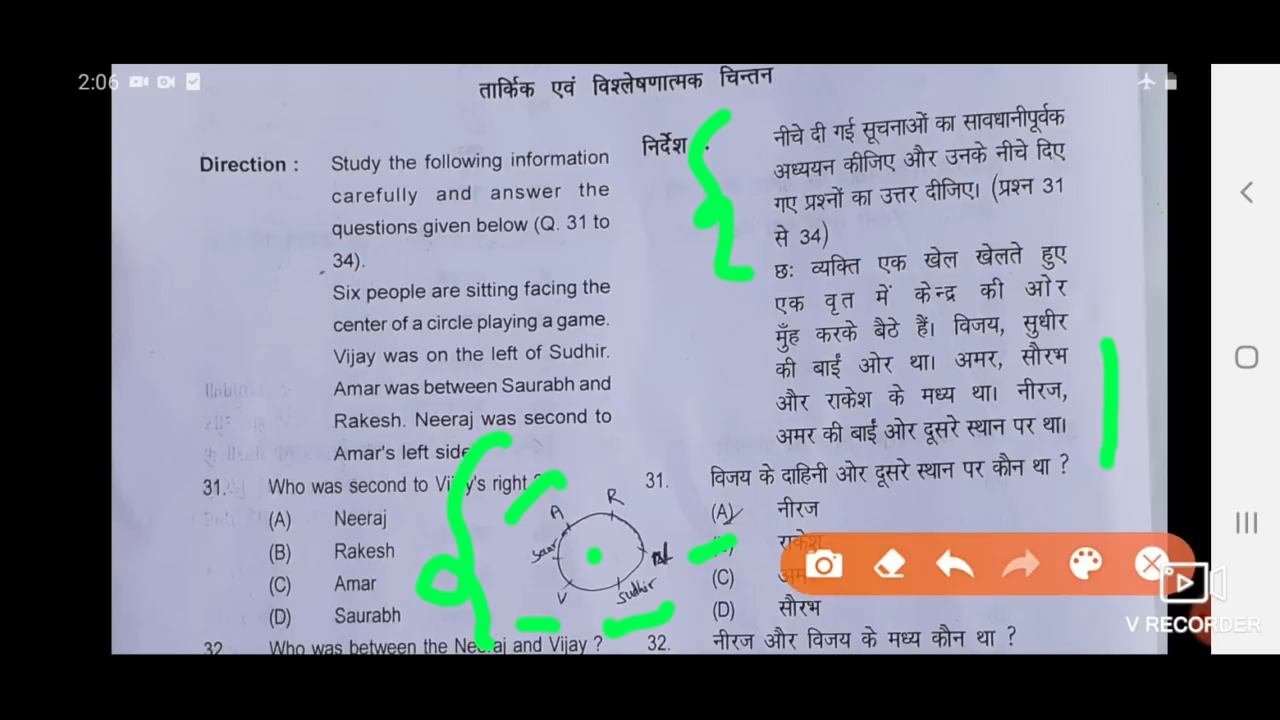 2:06
तार्किक एवं विश्लेषणात्मक चिन्तन
Direction :
Study the following information
carefully and answer the
questions given below (Q. 31 to
34).
Six people are sitting facing the
center of a circle playing a game.
Vijay was on the left of Sudhir.
Amar was between Saurabh and
Rakesh. Neeraj was second to
Amar's left side
31. Who was second to Vijay's right ?
(A) Neeraj
(B) Rakesh
(C) Amar
(D) Saurabh
32. Who was between the Neeraj and Vijay ?
A
R
Saur
V
Sudhir
निर्देश :
नीचे दी गई सूचनाओं का सावधानीपूर्वक
अध्ययन कीजिए और उनके नीचे दिए
गए प्रश्नों का उत्तर दीजिए। (प्रश्न 31
से 34)
छः व्यक्ति एक खेल खेलते हुए
एक वृत में केन्द्र की ओर
मुँह करके बैठे हैं। विजय, सुधीर
की बाईं ओर था। अमर, सौरभ
और राकेश के मध्य था। नीरज,
अमर की बाईं ओर दूसरे स्थान पर था।
31. विजय के दाहिनी ओर दूसरे स्थान पर कौन था ?
(A) नीरज
राकेश
(C)
(D) सौरभ
32. नीरज और विजय के मध्य कौन था ?
V RECORDER